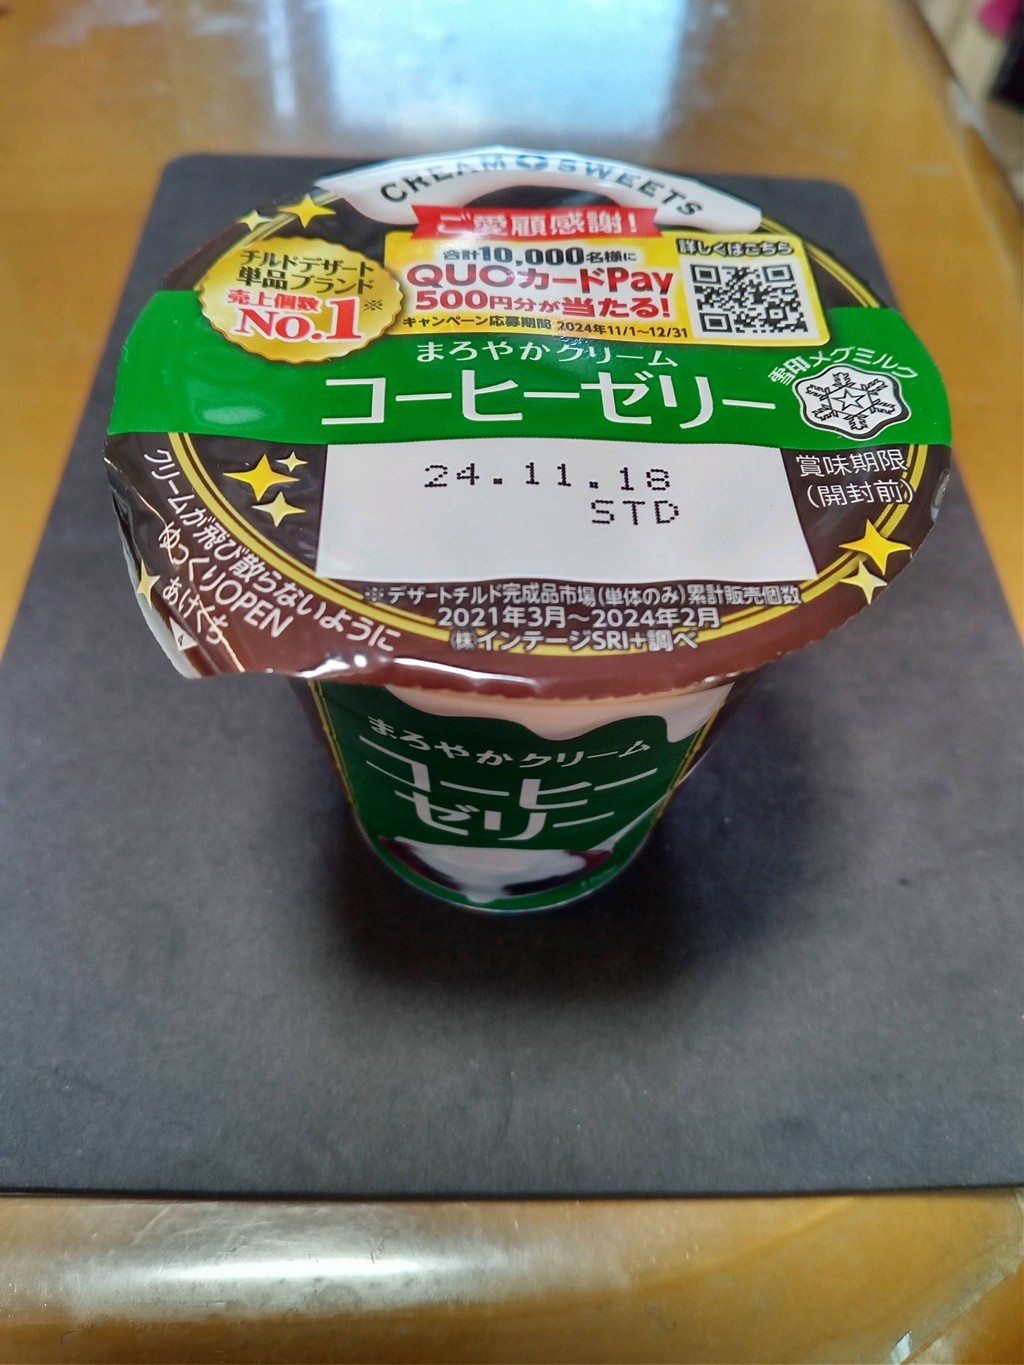 CREAM SWEETS
ご愛顧感謝!
合計10,000名様に
QUOカードPay
500円分が当たる!
キャンペーン応募期間 2024年11/1~12/31
詳しくはこちら
チルドデザート
単品ブランド
売上個数
No.1※
まろやかクリーム
コーヒーゼリー
雪印メグミルク
24.11.18
STD
賞味期限
(開封前)
クリームが飛び散らないように
ゆっくりOPEN
あけくち
※デザートチルド完成品市場(単体のみ)累計販売個数
2021年3月~2024年2月
㈱インテージSRI+調べ
まろやかクリーム
コーヒー
ゼリー